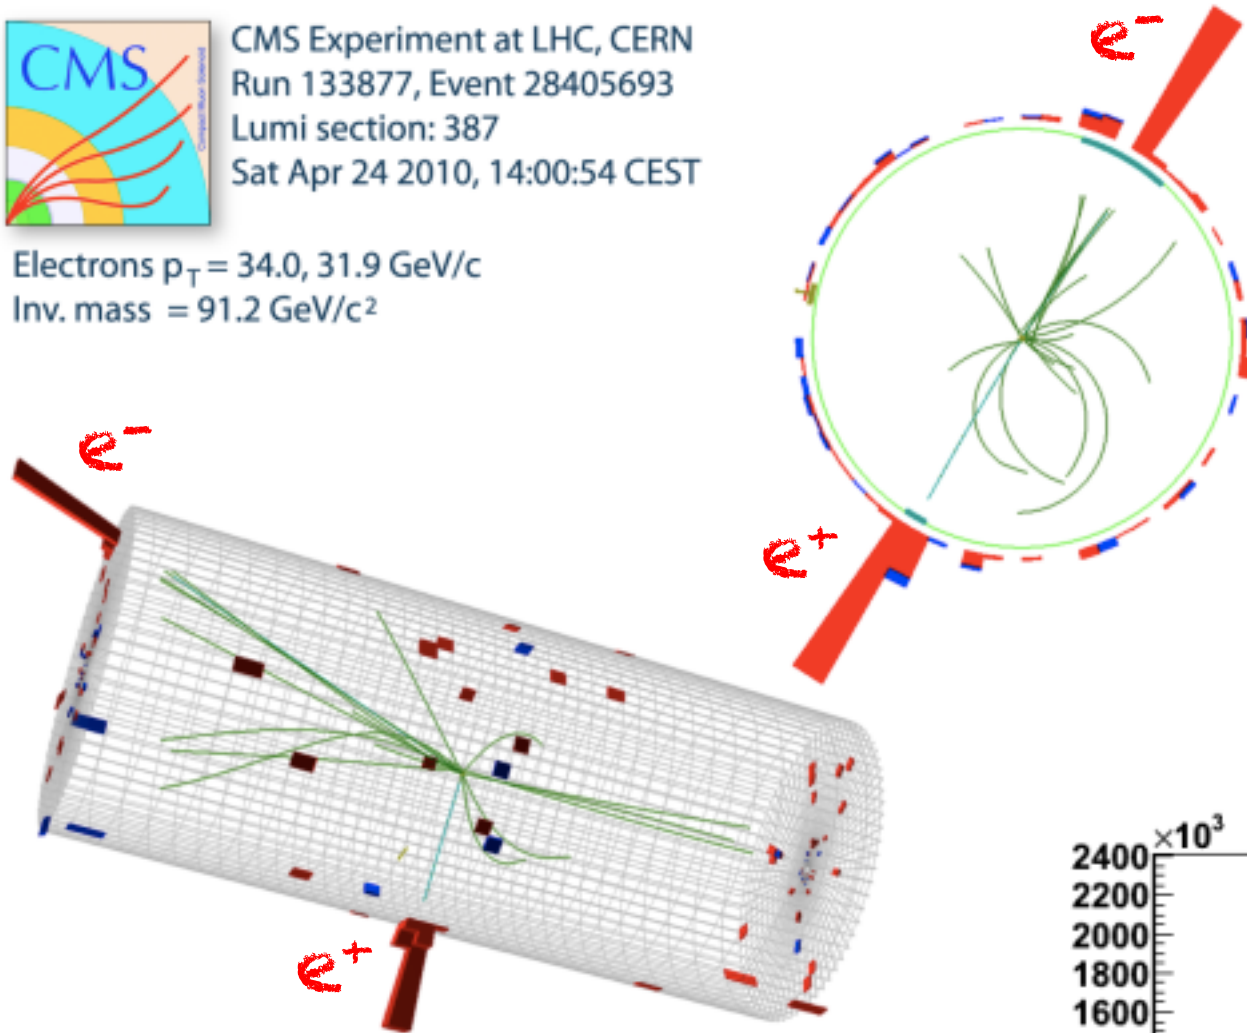 CMS
CMS Experiment at LHC, CERN
Run 133877, Event 28405693
Lumi section: 387
Sat Apr 24 2010, 14:00:54 CEST
Electrons pT = 34.0, 31.9 GeV/c
Inv. mass = 91.2 GeV/c²
e⁻
e⁻
e⁺
e⁺
×10³
2400
2200
2000
1800
1600